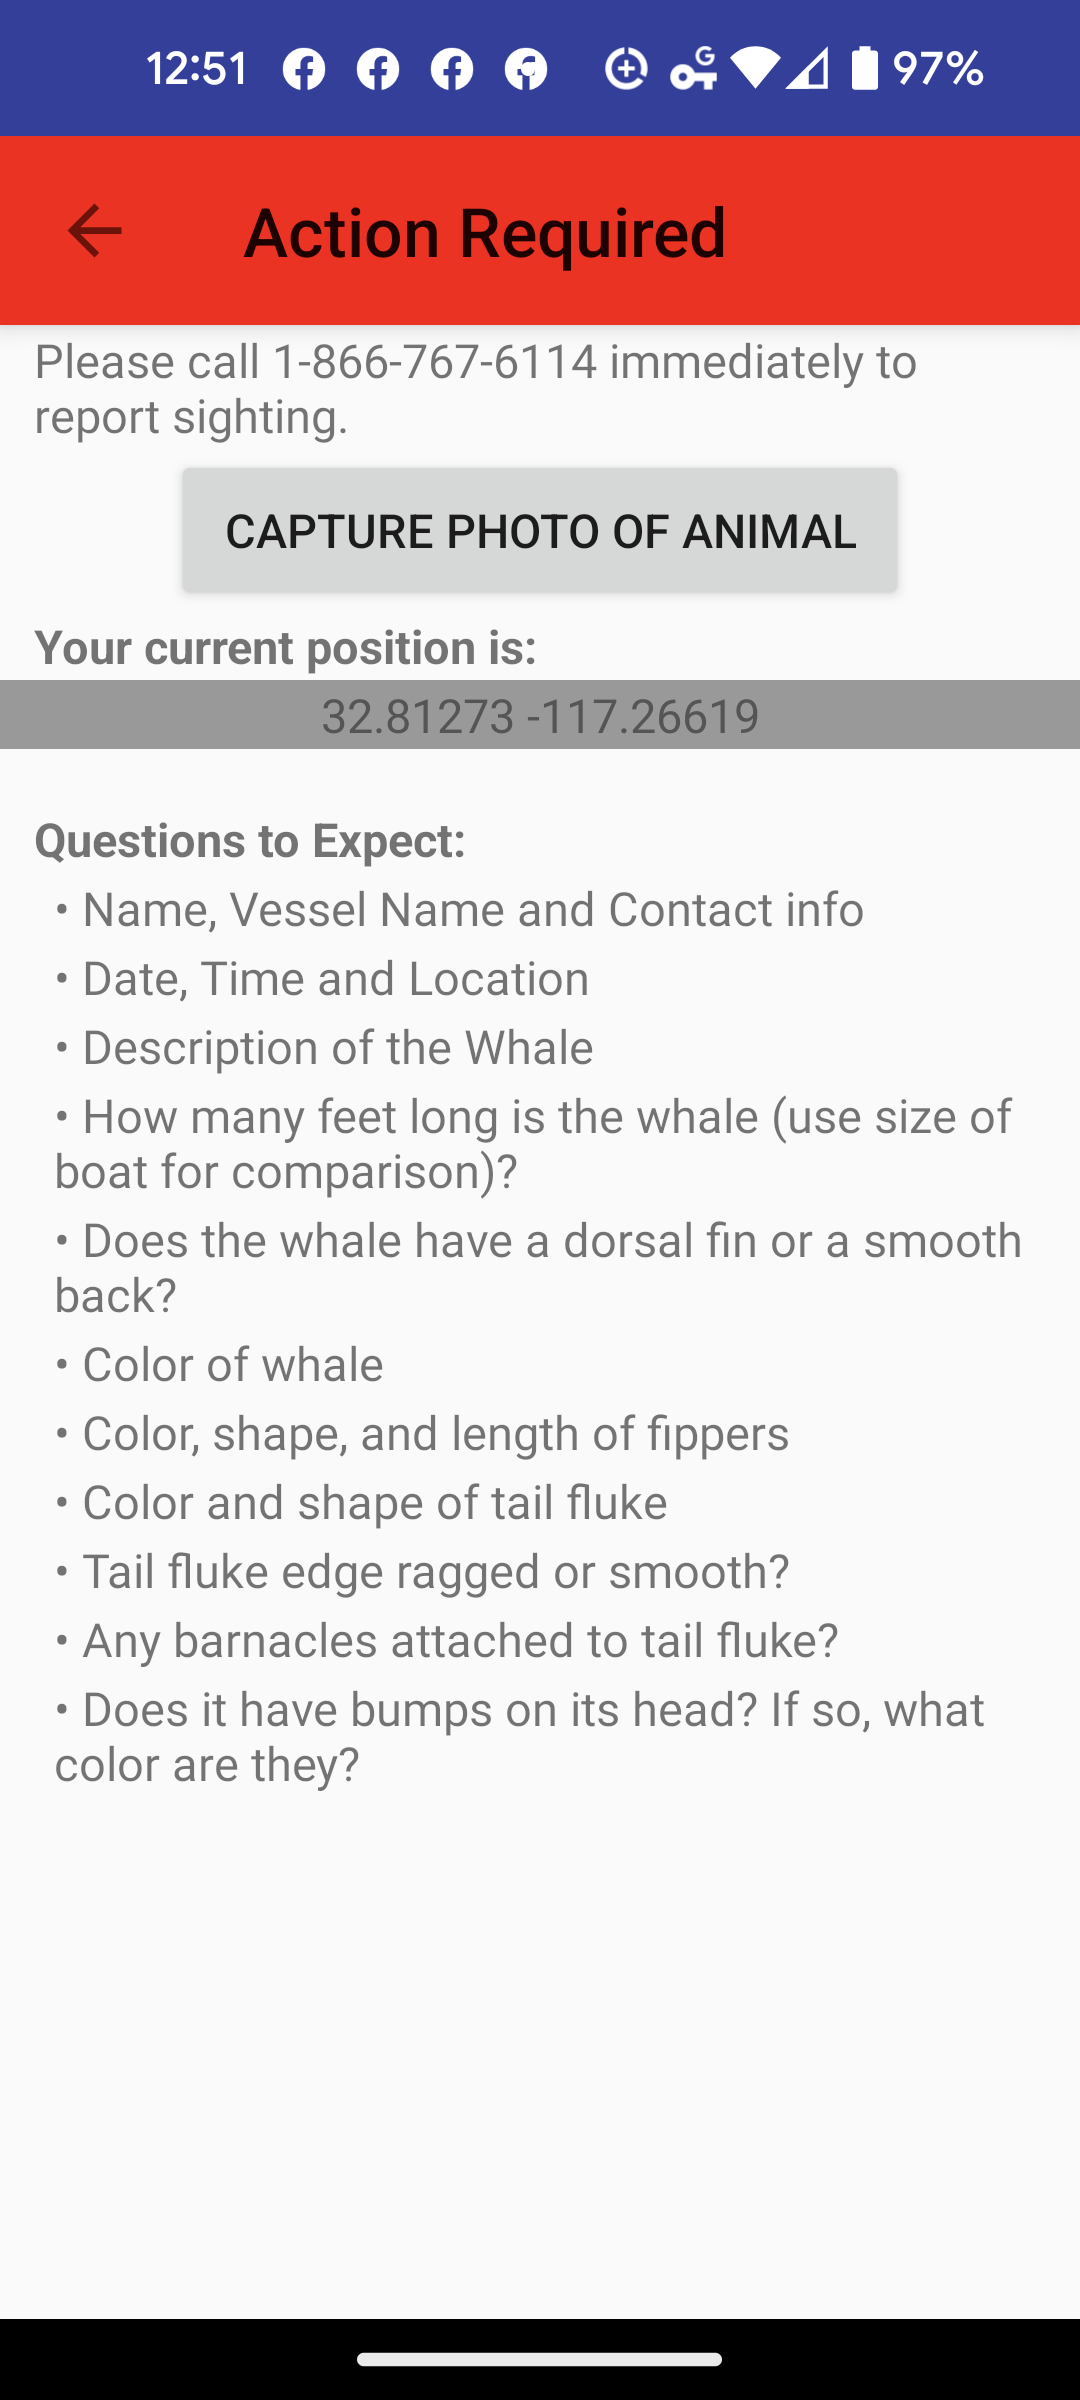 12:51 97%
Action Required
Please call 1-866-767-6114 immediately to
report sighting.
CAPTURE PHOTO OF ANIMAL
Your current position is:
32.81273 -117.26619
Questions to Expect:
• Name, Vessel Name and Contact info
• Date, Time and Location
• Description of the Whale
• How many feet long is the whale (use size of
boat for comparison)?
• Does the whale have a dorsal fin or a smooth
back?
• Color of whale
• Color, shape, and length of fippers
• Color and shape of tail fluke
• Tail fluke edge ragged or smooth?
• Any barnacles attached to tail fluke?
• Does it have bumps on its head? If so, what
color are they?